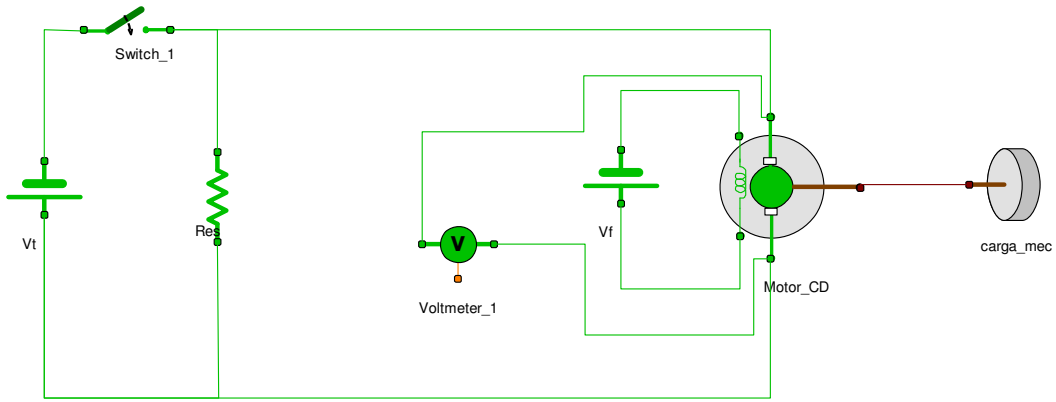 Switch_1
Vt
Res
V
Voltmeter_1
Vf
Motor_CD
carga_mec